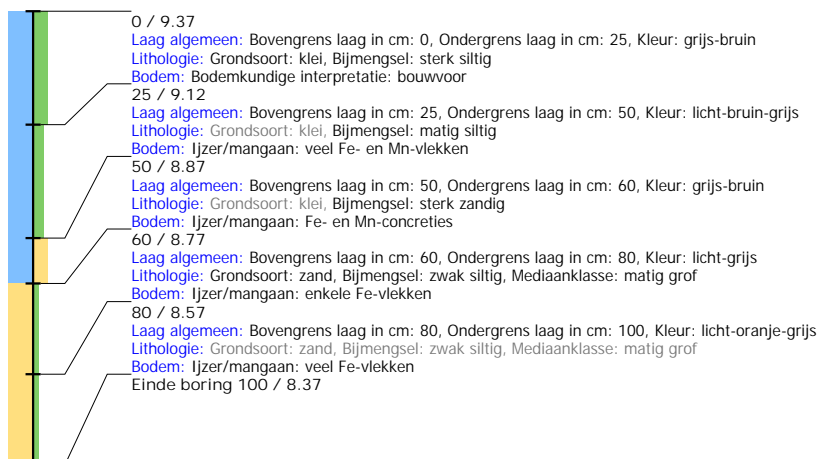 0 / 9.37
Laag algemeen: Bovengrens laag in cm: 0, Ondergrens laag in cm: 25, Kleur: grijs-bruin
Lithologie: Grondsoort: klei, Bijmengsel: sterk siltig
Bodem: Bodemkundige interpretatie: bouwvoor
25 / 9.12
Laag algemeen: Bovengrens laag in cm: 25, Ondergrens laag in cm: 50, Kleur: licht-bruin-grijs
Lithologie: Grondsoort: klei, Bijmengsel: matig siltig
Bodem: Ijzer/mangaan: veel Fe- en Mn-vlekken
50 / 8.87
Laag algemeen: Bovengrens laag in cm: 50, Ondergrens laag in cm: 60, Kleur: grijs-bruin
Lithologie: Grondsoort: klei, Bijmengsel: sterk zandig
Bodem: Ijzer/mangaan: Fe- en Mn-concreties
60 / 8.77
Laag algemeen: Bovengrens laag in cm: 60, Ondergrens laag in cm: 80, Kleur: licht-grijs
Lithologie: Grondsoort: zand, Bijmengsel: zwak siltig, Mediaanklasse: matig grof
Bodem: Ijzer/mangaan: enkele Fe-vlekken
80 / 8.57
Laag algemeen: Bovengrens laag in cm: 80, Ondergrens laag in cm: 100, Kleur: licht-oranje-grijs
Lithologie: Grondsoort: zand, Bijmengsel: zwak siltig, Mediaanklasse: matig grof
Bodem: Ijzer/mangaan: veel Fe-vlekken
Einde boring 100 / 8.37